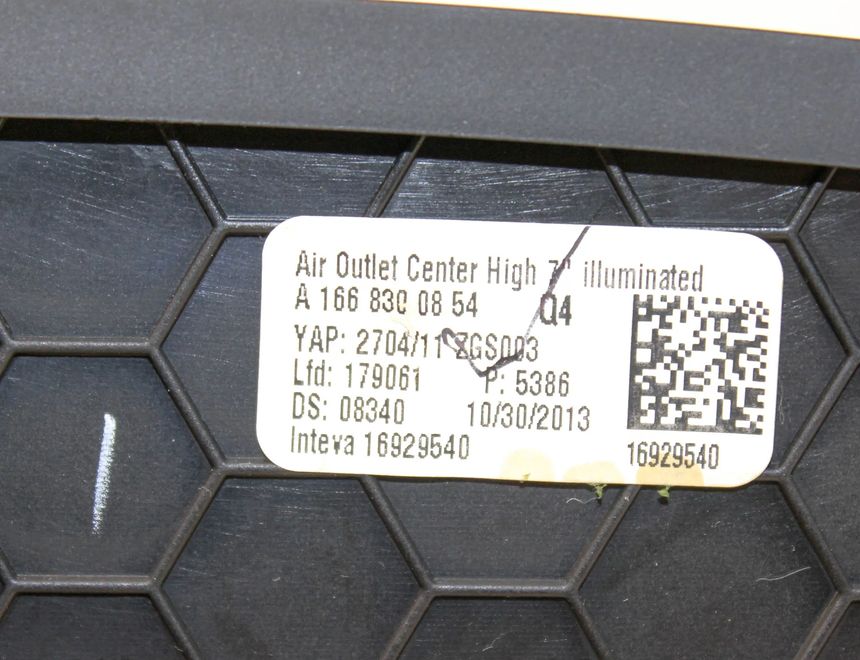 Air Outlet Center High 7" illuminated
A 166 830 08 54 Q4
YAP: 2704/11 ZGS003
Lfd: 179061 P: 5386
DS: 08340 10/30/2013
Inteva 16929540 16929540